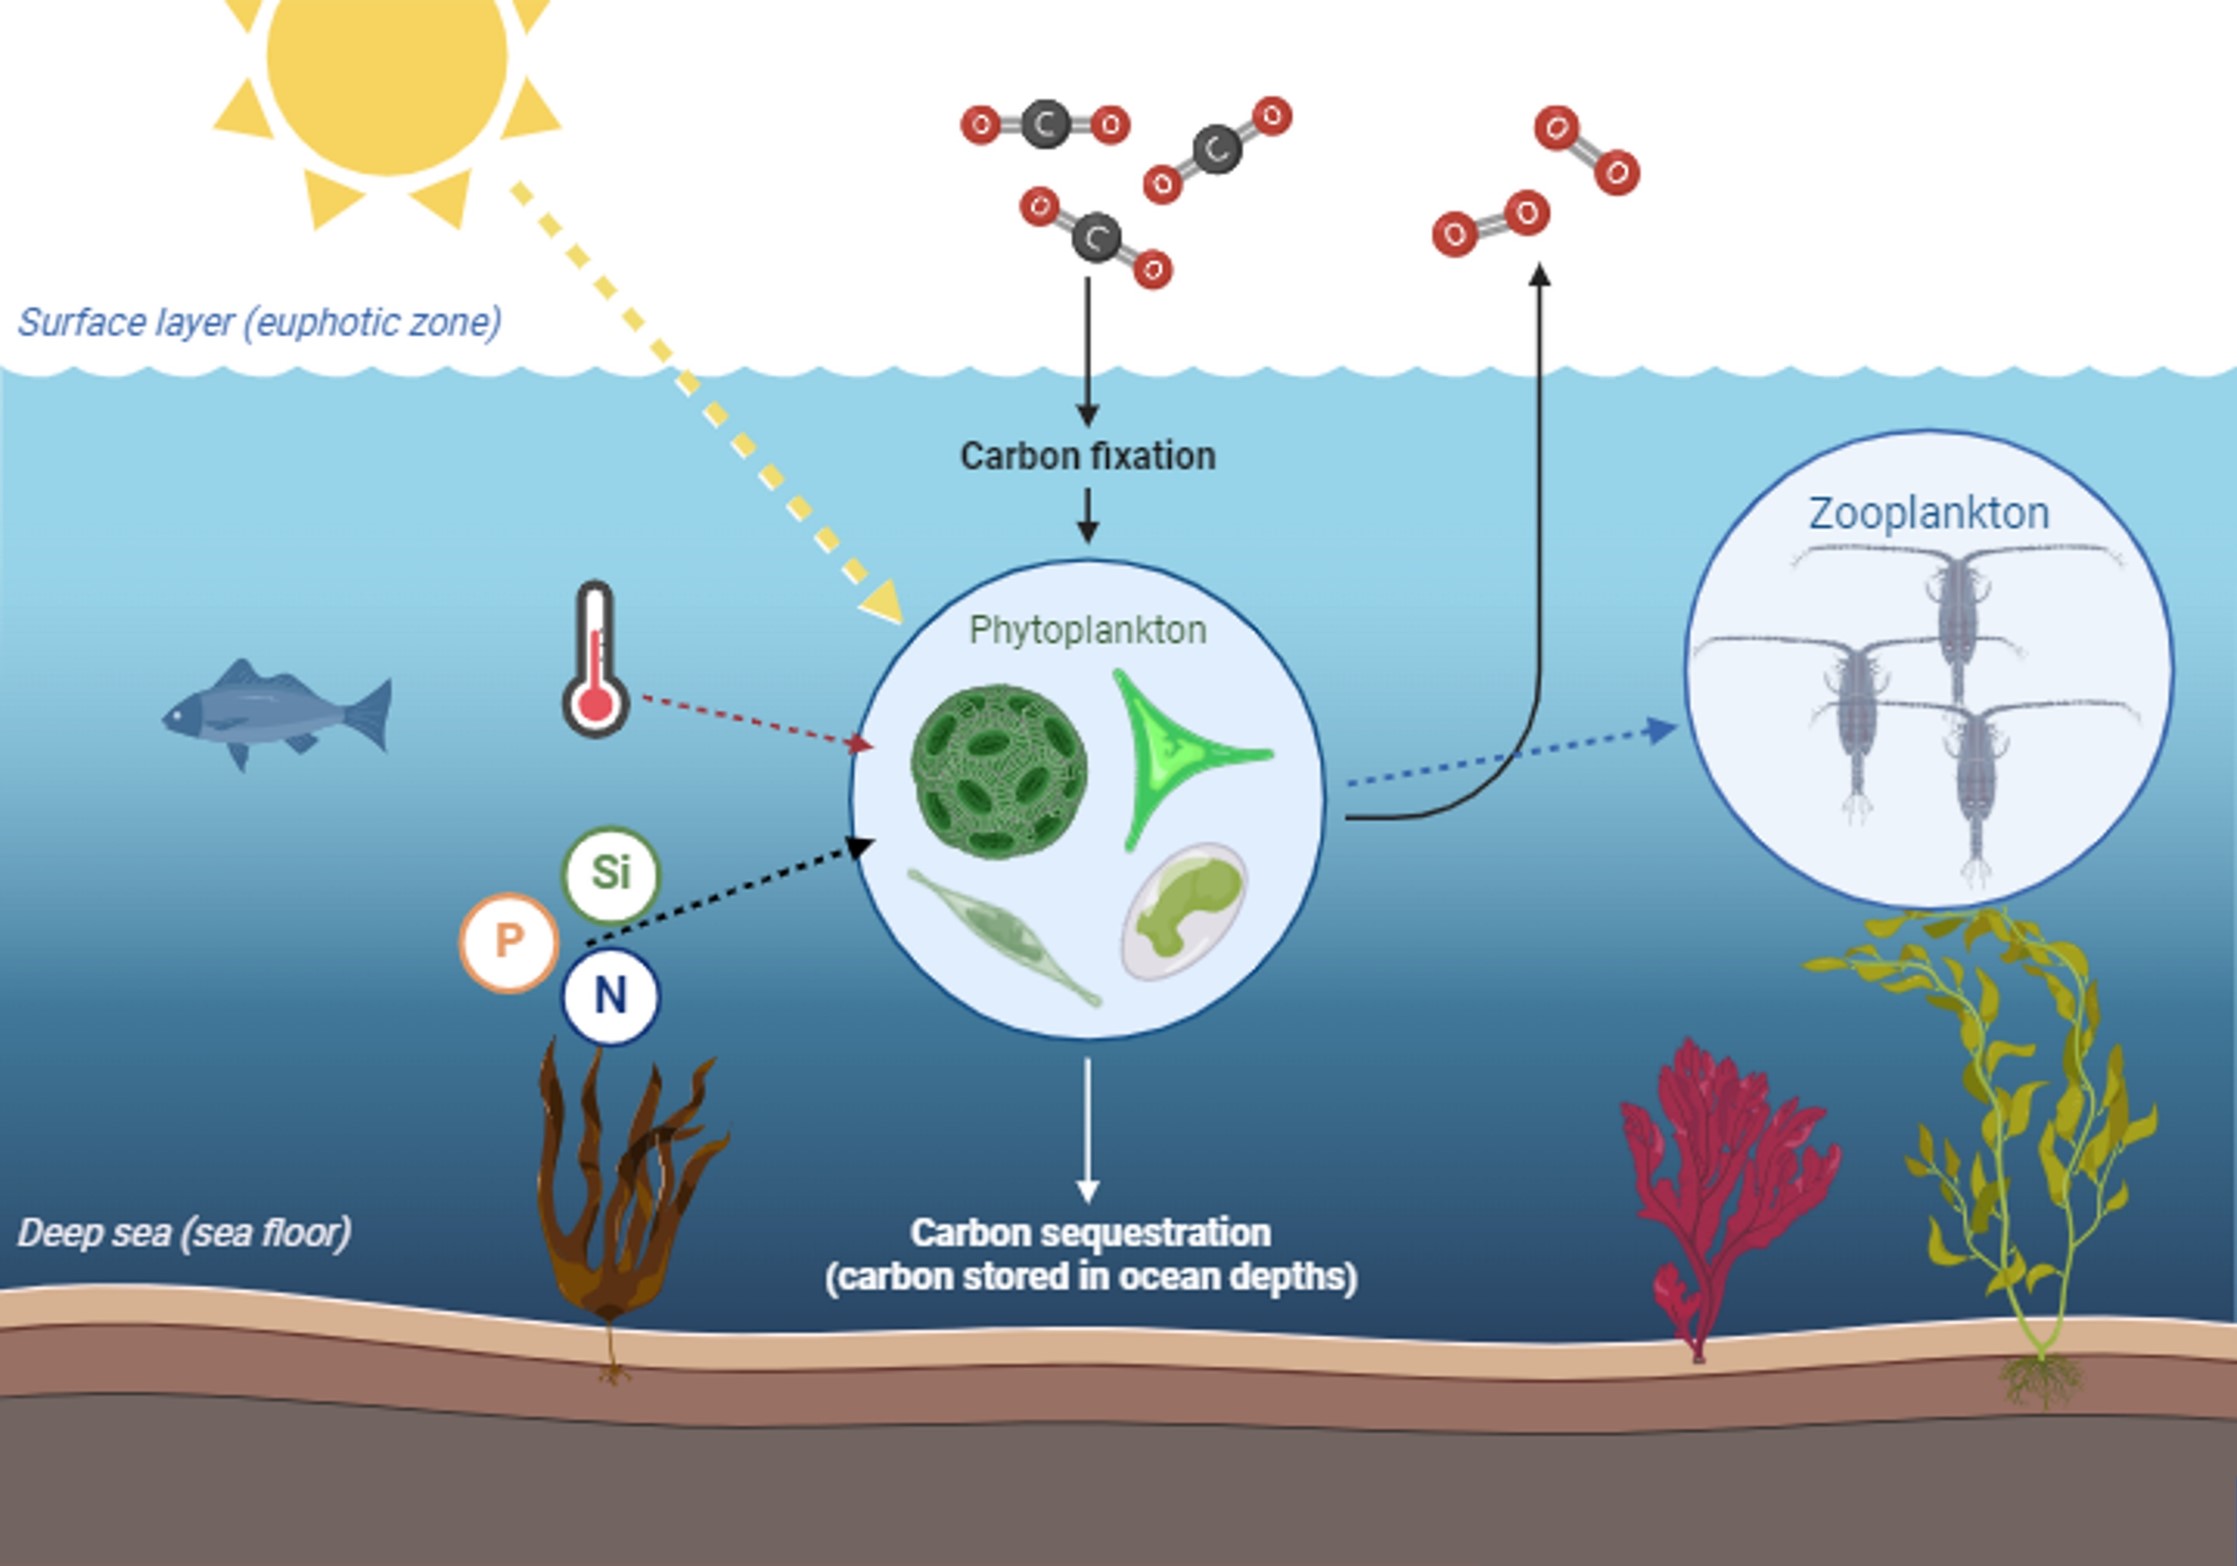 O C O
O C O
O C O
O O
O O
Surface layer (euphotic zone)
Carbon fixation
Zooplankton
Phytoplankton
Si
P
N
Deep sea (sea floor)
Carbon sequestration
(carbon stored in ocean depths)